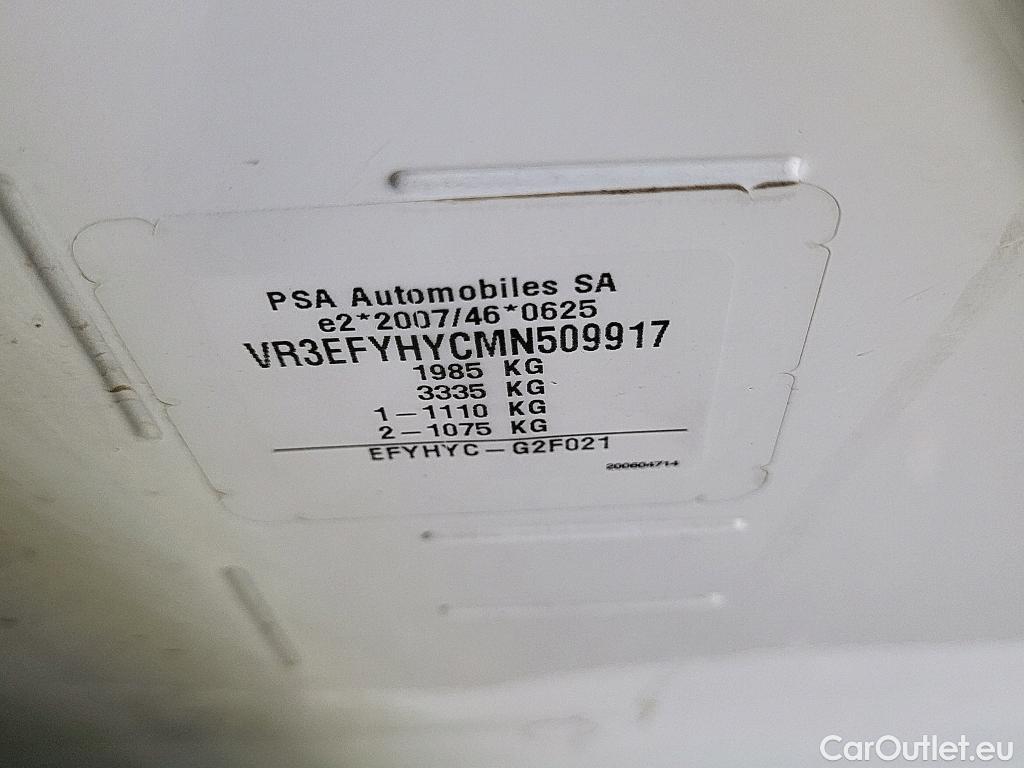 PSA Automobiles SA
e2*2007/46*0625
VR3EFYHYCMN509917
1985 KG
3335 KG
1-1110 KG
2-1075 KG
EFYHYC-G2F021
200604714
CarOutlet.eu